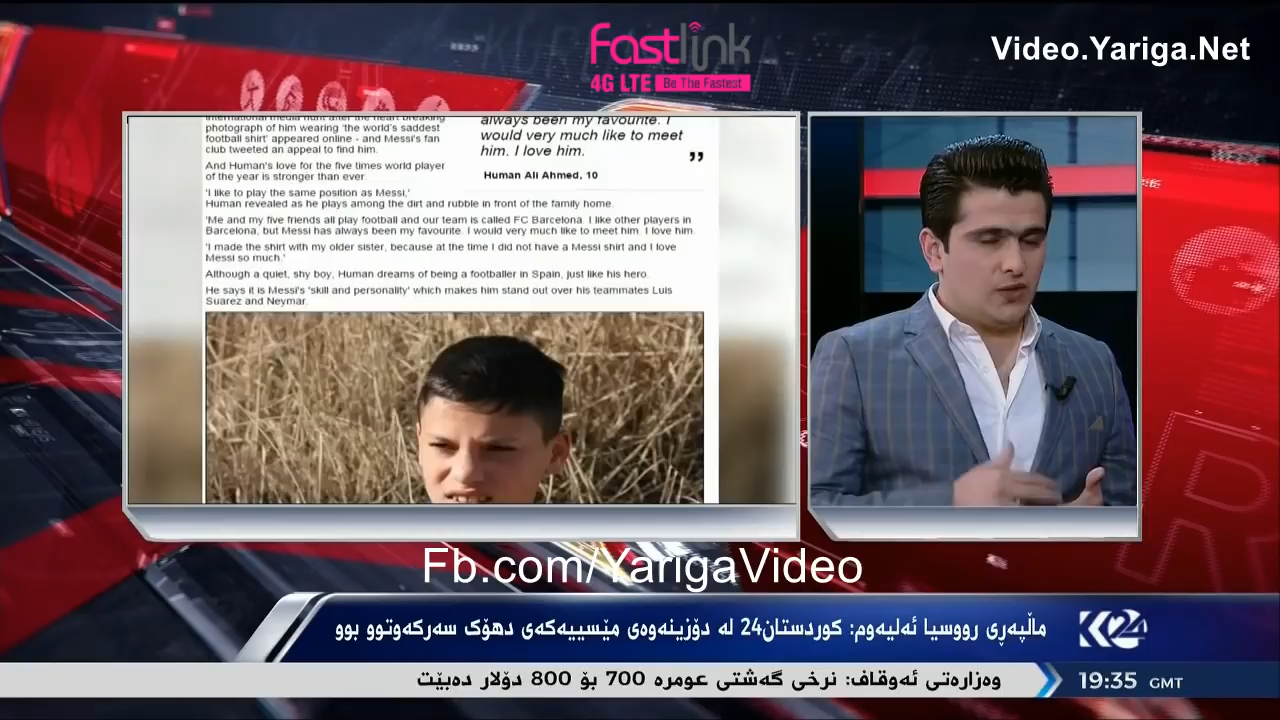 Fastlink
4G LTE Be The Fastest
Video.Yariga.Net
international media hunt after the heart breaking
photograph of him wearing 'the world's saddest
football shirt' appeared online - and Messi's fan
club tweeted an appeal to find him.
And Human's love for the five times world player
of the year is stronger than ever.
'I like to play the same position as Messi,'
Human revealed as he plays among the dirt and rubble in front of the family home.
'Me and my five friends all play football and our team is called FC Barcelona. I like other players in
Barcelona, but Messi has always been my favourite. I would very much like to meet him. I love him.
'I made the shirt with my older sister, because at the time I did not have a Messi shirt and I love
Messi so much.'
Although a quiet, shy boy, Human dreams of being a footballer in Spain, just like his hero.
He says it is Messi's 'skill and personality' which makes him stand out over his teammates Luis
Suarez and Neymar.
always been my favourite. I
would very much like to meet
him. I love him.
”
Human Ali Ahmed, 10
Fb.com/YarigaVideo
ماڵپەڕی رووسیا ئەلیەوم: کوردستان24 لە دۆزینەوەی مێسییەکەی دهۆک سەرکەوتوو بوو
K24
وەزارەتی ئەوقاف: نرخی گەشتی عومرە 700 بۆ 800 دۆلار دەبێت
19:35 GMT